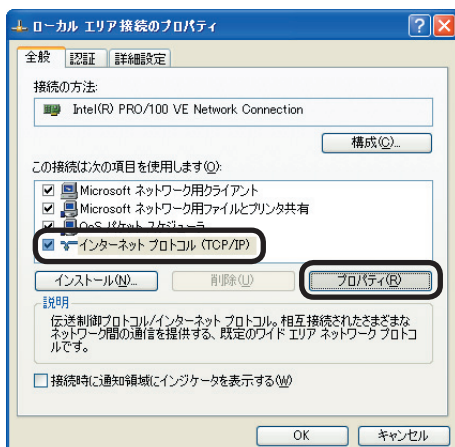 ローカル エリア接続のプロパティ
全般 認証 詳細設定
接続の方法:
Intel(R) PRO/100 VE Network Connection
構成(C)...
この接続は次の項目を使用します(O):
Microsoft ネットワーク用クライアント
Microsoft ネットワーク用ファイルとプリンタ共有
QoS パケット スケジューラ
インターネット プロトコル (TCP/IP)
インストール(N)... 削除(U) プロパティ(R)
説明
伝送制御プロトコル/インターネット プロトコル。相互接続されたさまざまな
ネットワーク間の通信を提供する、既定のワイド エリア ネットワーク プロトコ
ルです。
接続時に通知領域にインジケータを表示する(W)
OK キャンセル